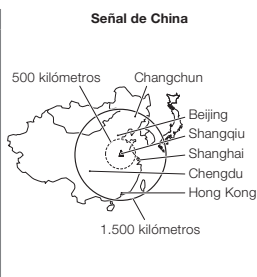 Señal de China
500 kilómetros
Changchun
Beijing
Shangqiu
Shanghai
Chengdu
Hong Kong
1.500 kilómetros